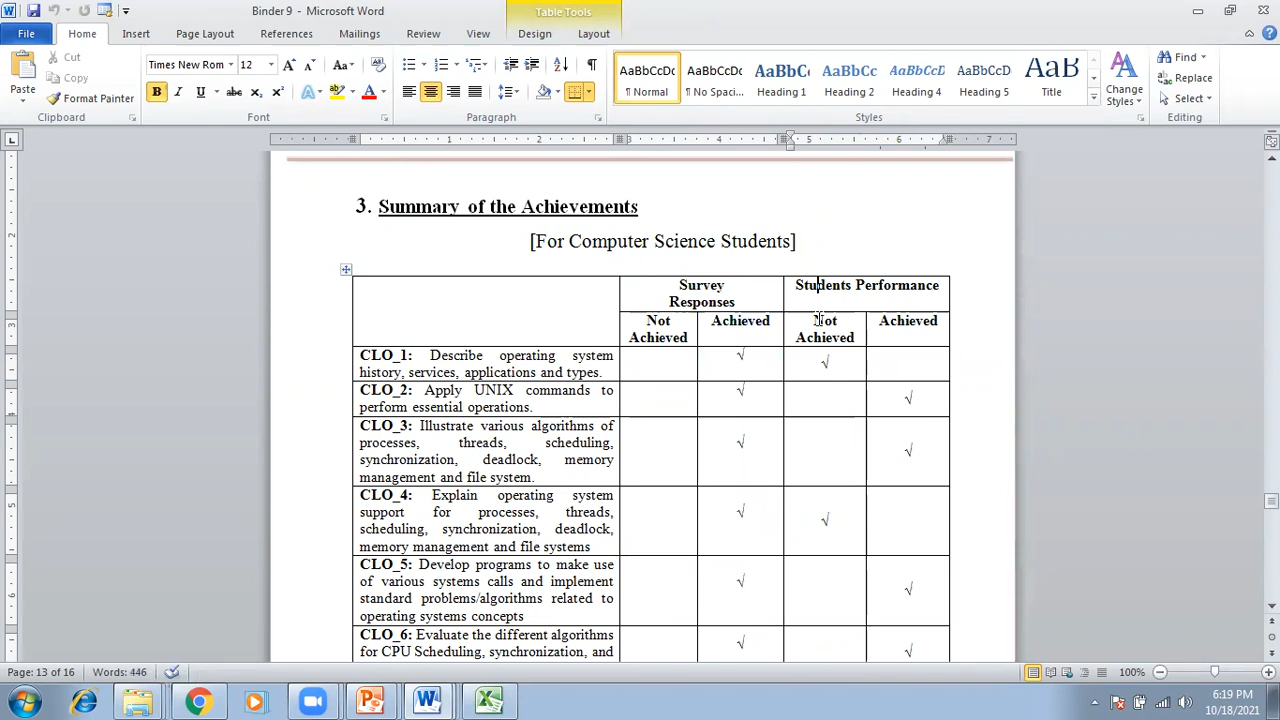 Binder 9 - Microsoft Word
Table Tools
File Home Insert Page Layout References Mailings Review View Design Layout
Paste
Cut
Copy
Format Painter
Clipboard
Times New Rom 12
Font
Paragraph
AaBbCcDc AaBbCcDc AaBbC AaBbCc AaBbCcD AaBbCcD AaB
¶ Normal ¶ No Spaci... Heading 1 Heading 2 Heading 4 Heading 5 Title
Change Styles
Styles
Find
Replace
Select
Editing
3. Summary of the Achievements
[For Computer Science Students]
Survey Students Performance
Responses
Not Achieved Not Achieved
Achieved Achieved
CLO_1: Describe operating system √ √
history, services, applications and types.
CLO_2: Apply UNIX commands to √ √
perform essential operations.
CLO_3: Illustrate various algorithms of
processes, threads, scheduling, √ √
synchronization, deadlock, memory
management and file system.
CLO_4: Explain operating system
support for processes, threads, √ √
scheduling, synchronization, deadlock,
memory management and file systems
CLO_5: Develop programs to make use
of various systems calls and implement √ √
standard problems/algorithms related to
operating systems concepts
CLO_6: Evaluate the different algorithms √
for CPU Scheduling, synchronization, and √
Page: 13 of 16 Words: 446 100%
6:19 PM
10/18/2021